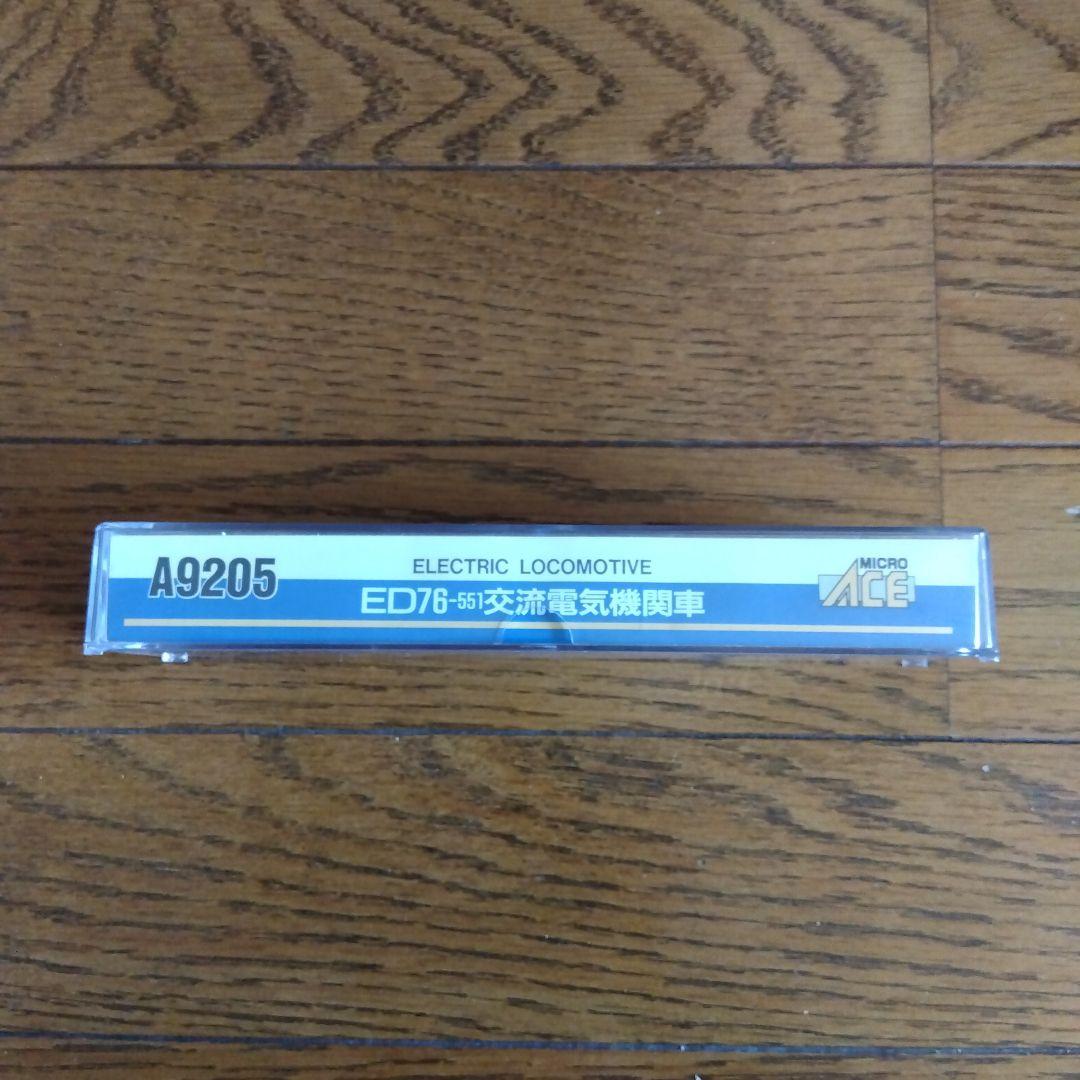 A9205
ELECTRIC LOCOMOTIVE
ED76-551交流電気機関車
MICRO
ACE